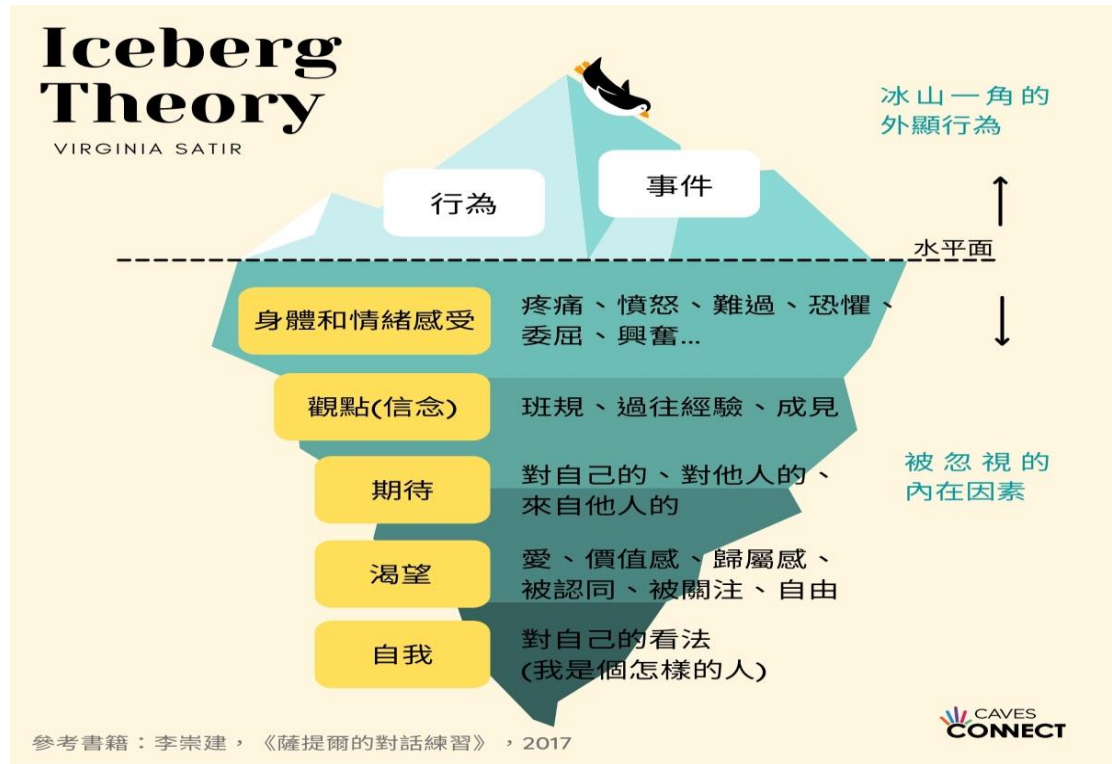 Iceberg
Theory
VIRGINIA SATIR
冰山一角的
外顯行為
行為
事件
水平面
身體和情緒感受
疼痛、憤怒、難過、恐懼、
委屈、興奮...
觀點(信念)
班規、過往經驗、成見
被忽視的
內在因素
期待
對自己的、對他人的、
來自他人的
渴望
愛、價值感、歸屬感、
被認同、被關注、自由
自我
對自己的看法
(我是個怎樣的人)
參考書籍：李崇建，《薩提爾的對話練習》，2017
CAVES
CONNECT